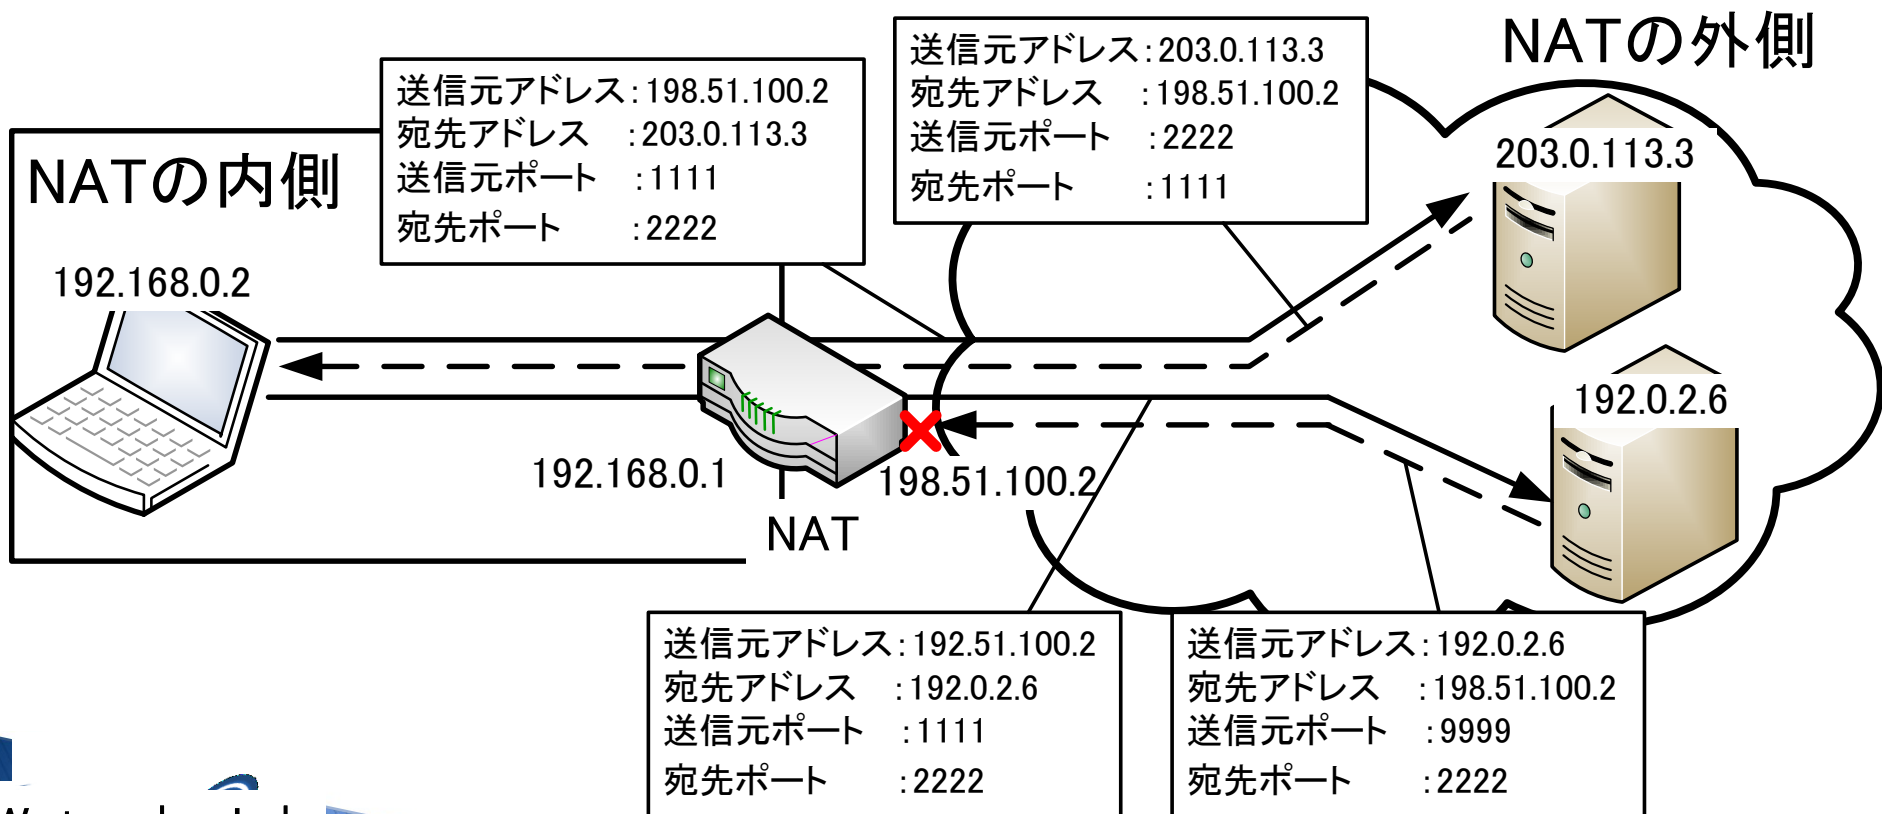 NATの外側
送信元アドレス:203.0.113.3
宛先アドレス :198.51.100.2
送信元ポート :2222
宛先ポート :1111
送信元アドレス:198.51.100.2
宛先アドレス :203.0.113.3
送信元ポート :1111
宛先ポート :2222
NATの内側
203.0.113.3
192.168.0.2
192.0.2.6
192.168.0.1
198.51.100.2
NAT
送信元アドレス:192.51.100.2
宛先アドレス :192.0.2.6
送信元ポート :1111
宛先ポート :2222
送信元アドレス:192.0.2.6
宛先アドレス :198.51.100.2
送信元ポート :9999
宛先ポート :2222